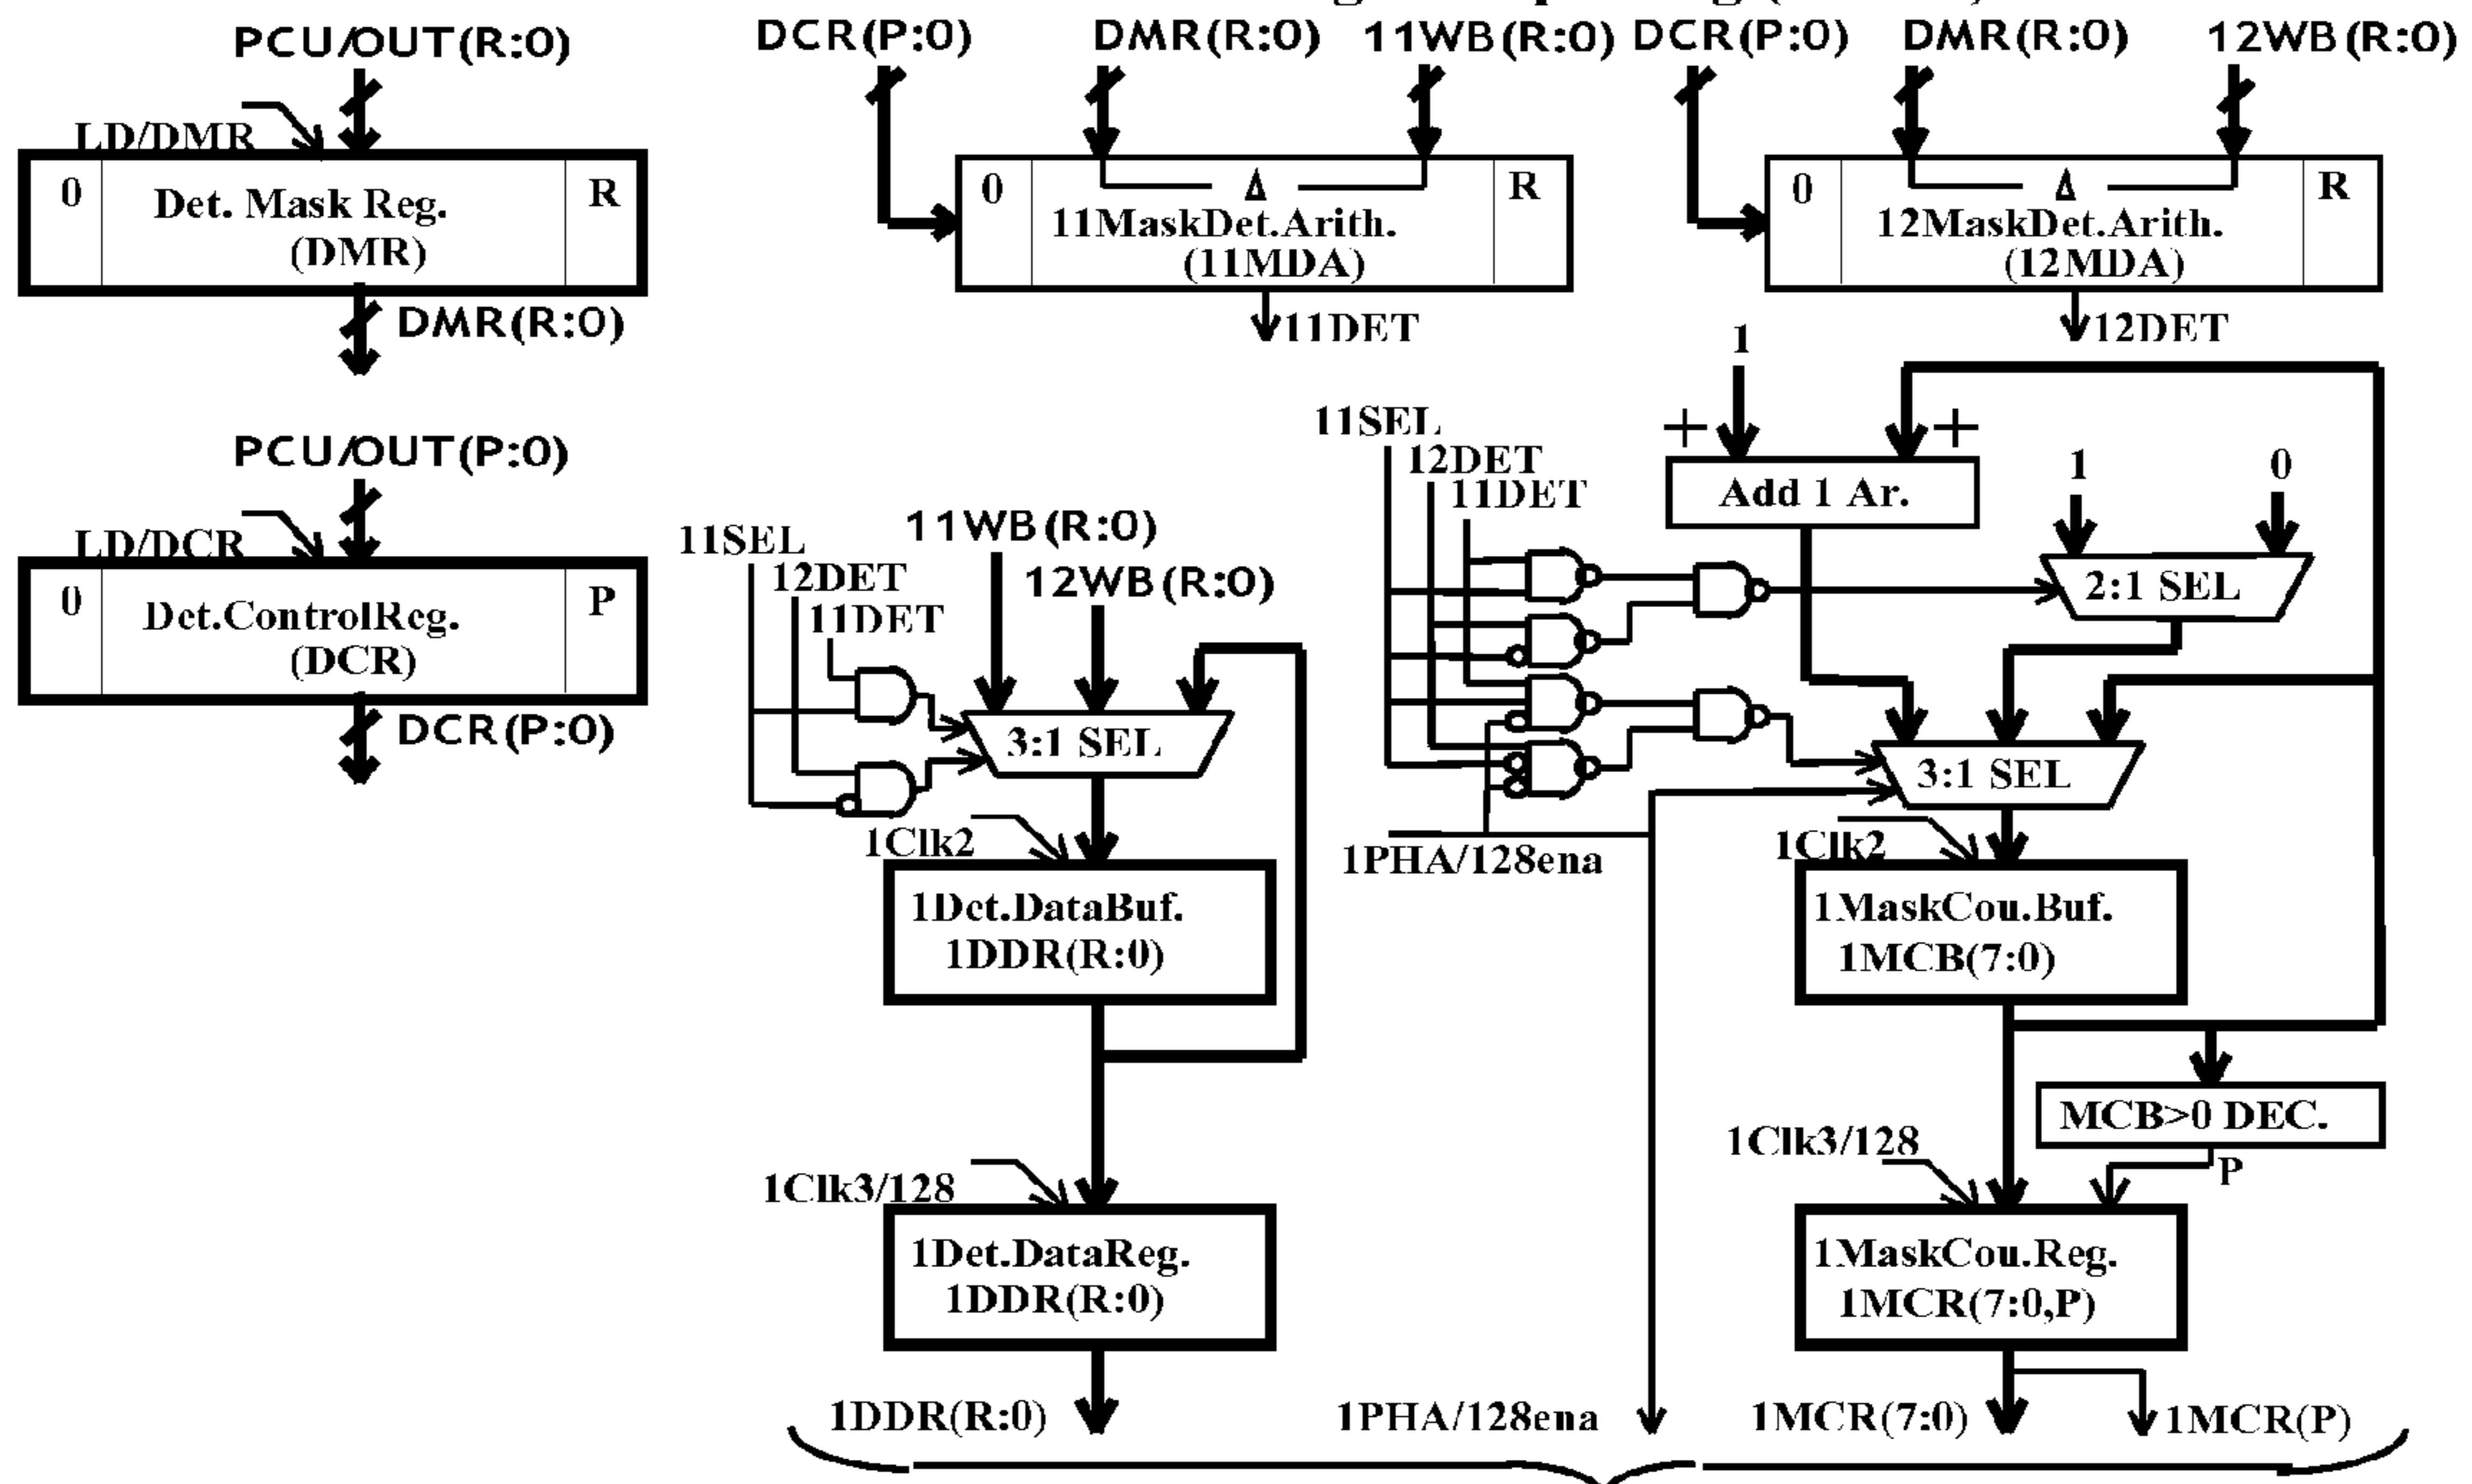 PCU/OUT(R:0)
LD/DMR
0
Det. Mask Reg.
(DMR)
R
DMR(R:0)
PCU/OUT(P:0)
LD/DCR
0
Det.ControlReg.
(DCR)
P
DCR(P:0)
DCR(P:0)
DMR(R:0)
11WB(R:0)
0
Δ
R
11MaskDet.Arith.
(11MDA)
11DET
DCR(P:0)
DMR(R:0)
12WB(R:0)
0
Δ
R
12MaskDet.Arith.
(12MDA)
12DET
11SEL
12DET
11DET
11WB(R:0)
12WB(R:0)
3:1 SEL
1Clk2
1Det.DataBuf.
1DDR(R:0)
1Clk3/128
1Det.DataReg.
1DDR(R:0)
1DDR(R:0)
11SEL
12DET
11DET
1
+
+
Add 1 Ar.
1
0
2:1 SEL
3:1 SEL
1PHA/128ena
1Clk2
1MaskCou.Buf.
1MCB(7:0)
MCB>0 DEC.
P
1Clk3/128
1MaskCou.Reg.
1MCR(7:0,P)
1PHA/128ena
1MCR(7:0)
1MCR(P)